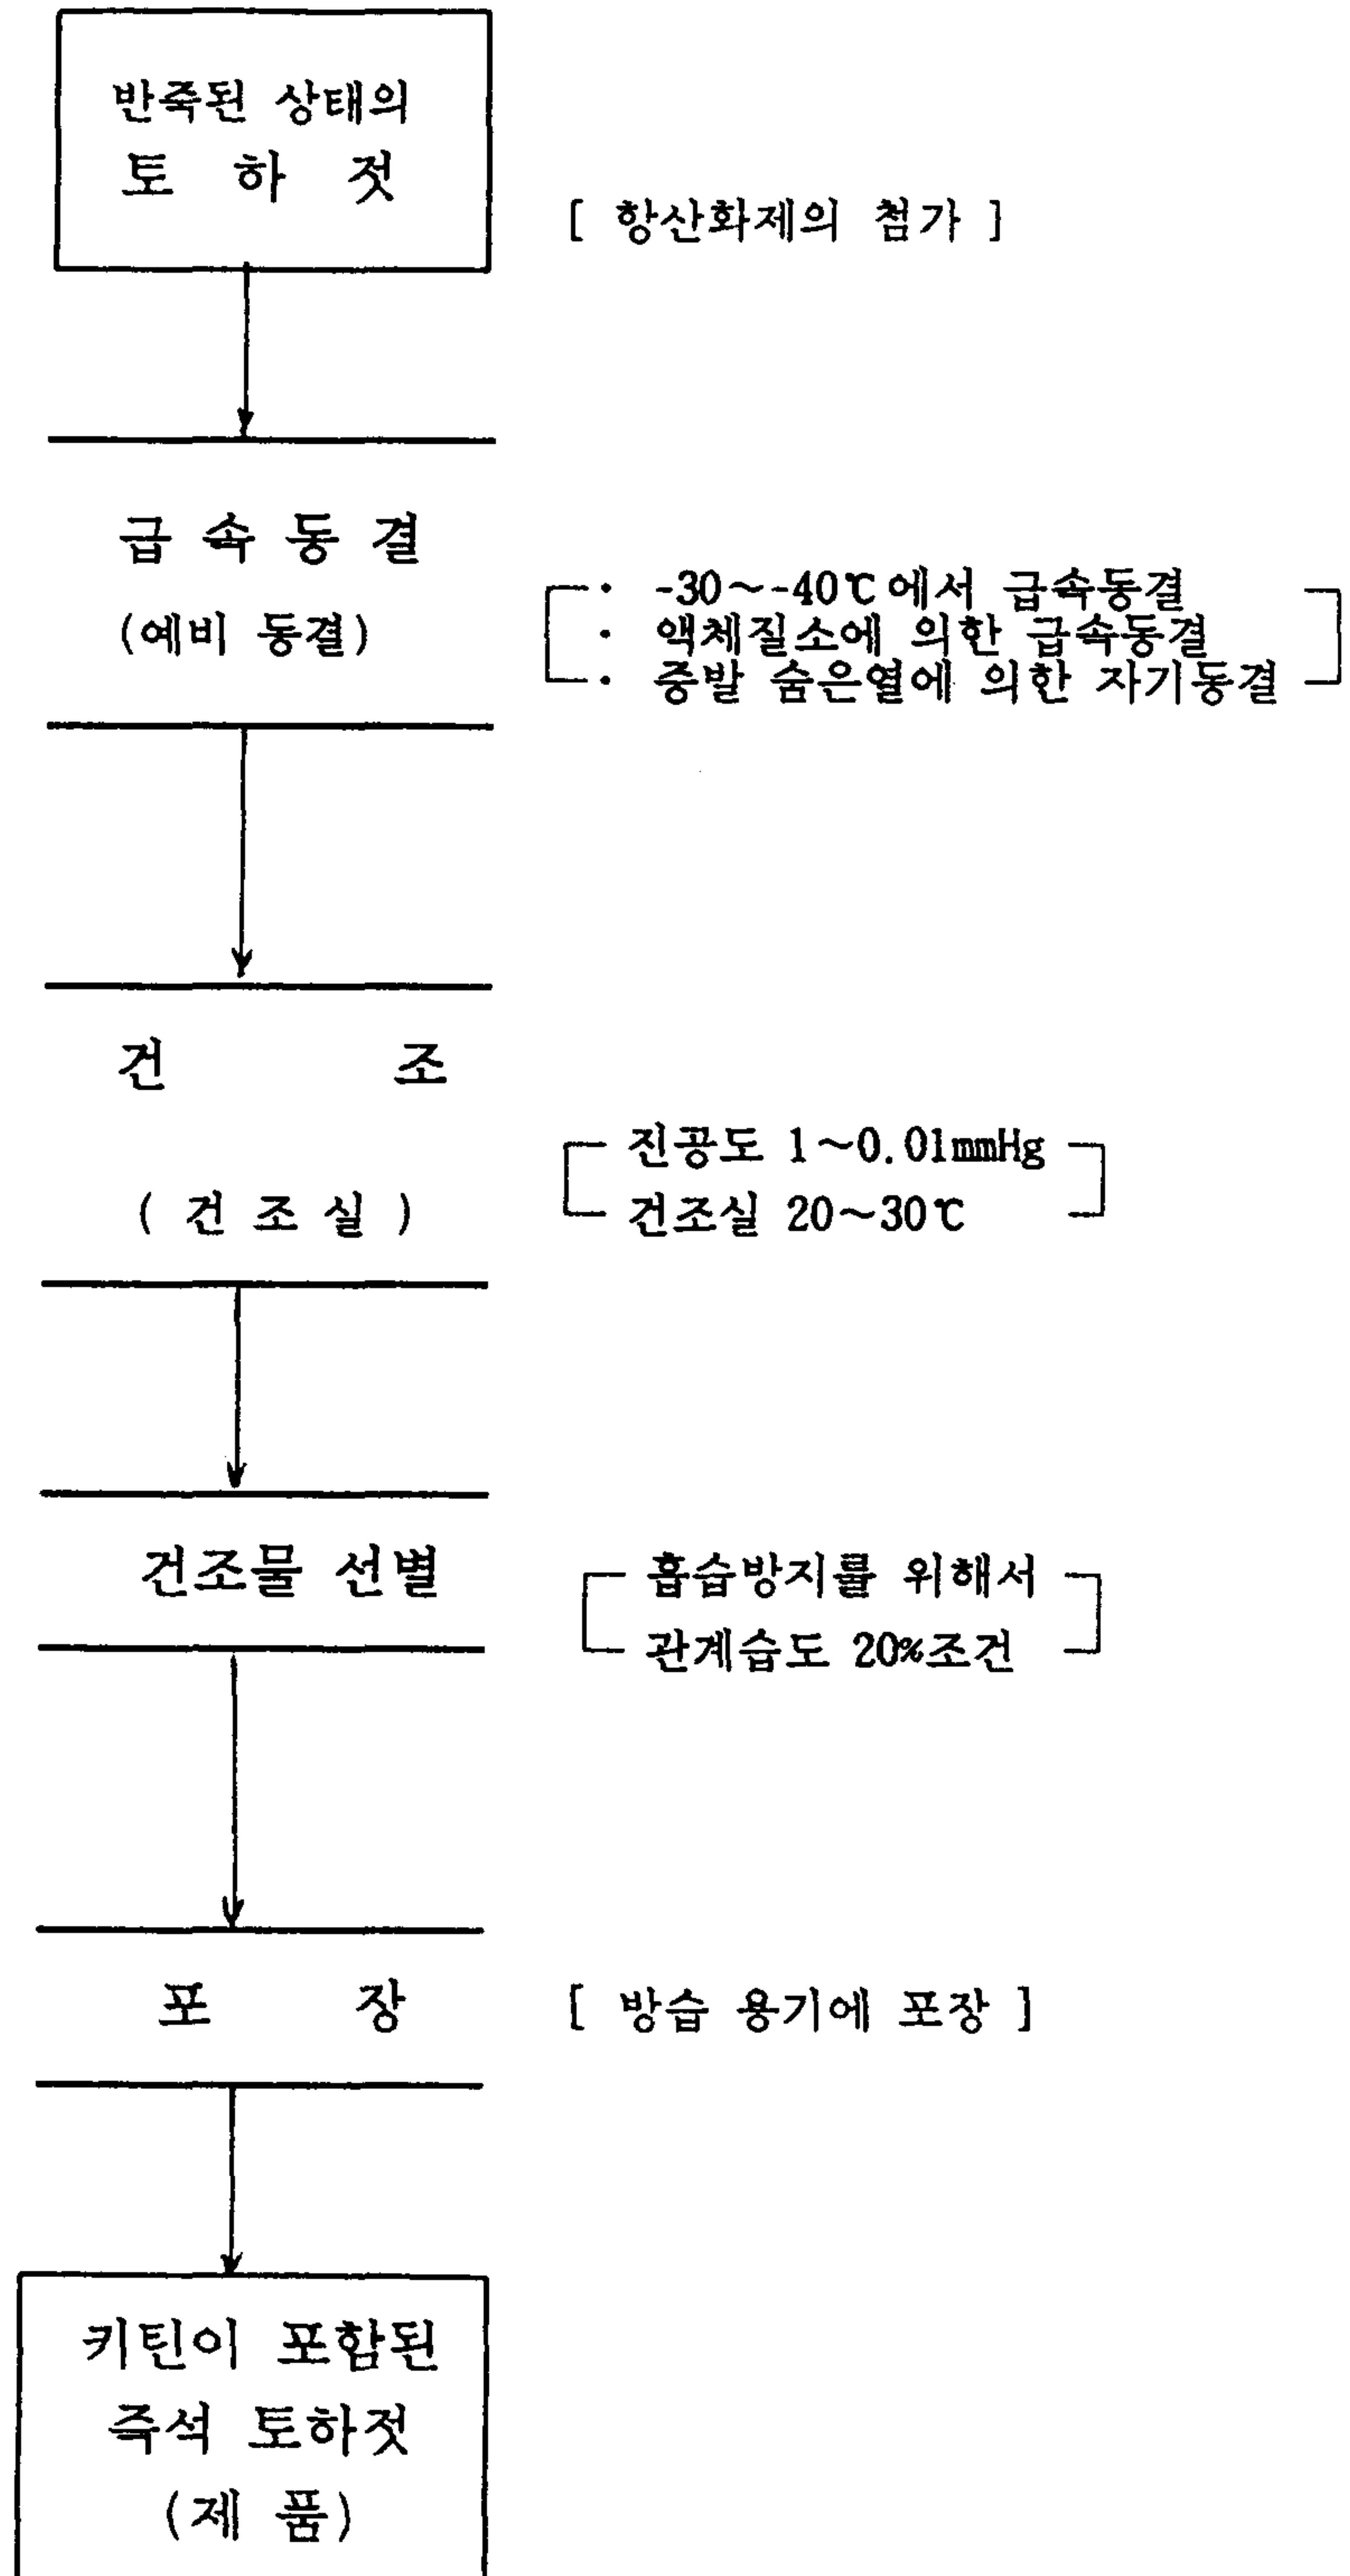 반죽된 상태의
토 하 젓
[ 항산화제의 첨가 ]
급 속 동 결
(예비 동결)
· -30~-40℃에서 급속동결
· 액체질소에 의한 급속동결
· 증발 숨은열에 의한 자기동결
건 조
( 건 조 실 )
진공도 1~0.01mmHg
건조실 20~30℃
건조물 선별
흡습방지를 위해서
관계습도 20%조건
포 장
[ 방습 용기에 포장 ]
키틴이 포함된
즉석 토하젓
(제 품)